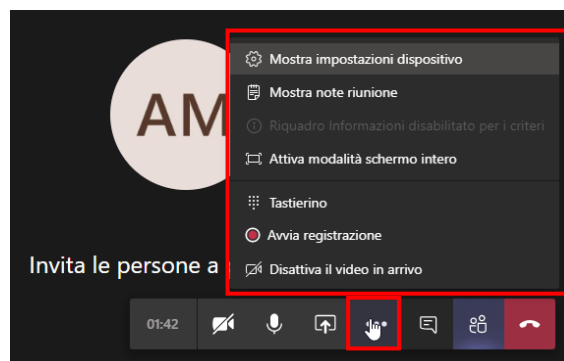 AM
Mostra impostazioni dispositivo
Mostra note riunione
Riquadro Informazioni disabilitato per i criteri
Attiva modalità schermo intero
Tastierino
Avvia registrazione
Disattiva il video in arrivo
Invita le persone a
01:42